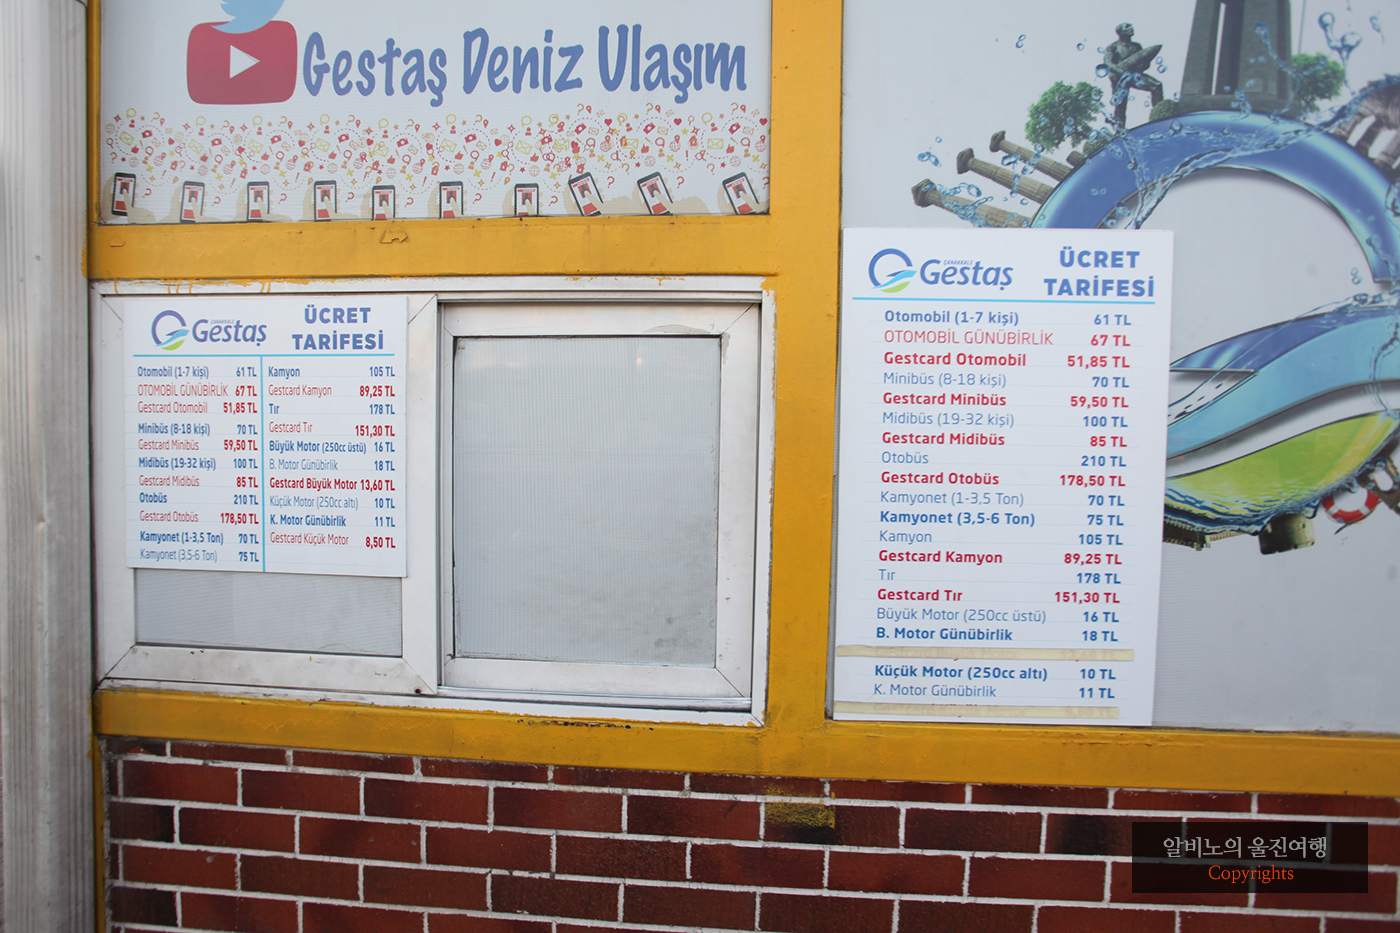 Gestaş Deniz Ulaşım
ÇANAKKALE
Gestaş
ÜCRET
TARİFESİ
Otomobil (1-7 kişi) 61 TL
OTOMOBİL GÜNÜBİRLİK 67 TL
Gestcard Otomobil 51,85 TL
Minibüs (8-18 kişi) 70 TL
Gestcard Minibüs 59,50 TL
Midibüs (19-32 kişi) 100 TL
Gestcard Midibüs 85 TL
Otobüs 210 TL
Gestcard Otobüs 178,50 TL
Kamyonet (1-3,5 Ton) 70 TL
Kamyonet (3,5-6 Ton) 75 TL
Kamyon 105 TL
Gestcard Kamyon 89,25 TL
Tır 178 TL
Gestcard Tır 151,30 TL
Büyük Motor (250cc üstü) 16 TL
B. Motor Günübirlik 18 TL
Gestcard Büyük Motor 13,60 TL
Küçük Motor (250cc altı) 10 TL
K. Motor Günübirlik 11 TL
Gestcard Küçük Motor 8,50 TL
ÇANAKKALE
Gestaş
ÜCRET
TARİFESİ
Otomobil (1-7 kişi) 61 TL
OTOMOBİL GÜNÜBİRLİK 67 TL
Gestcard Otomobil 51,85 TL
Minibüs (8-18 kişi) 70 TL
Gestcard Minibüs 59,50 TL
Midibüs (19-32 kişi) 100 TL
Gestcard Midibüs 85 TL
Otobüs 210 TL
Gestcard Otobüs 178,50 TL
Kamyonet (1-3,5 Ton) 70 TL
Kamyonet (3,5-6 Ton) 75 TL
Kamyon 105 TL
Gestcard Kamyon 89,25 TL
Tır 178 TL
Gestcard Tır 151,30 TL
Büyük Motor (250cc üstü) 16 TL
B. Motor Günübirlik 18 TL
Küçük Motor (250cc altı) 10 TL
K. Motor Günübirlik 11 TL
알비노의 울진여행
Copyrights